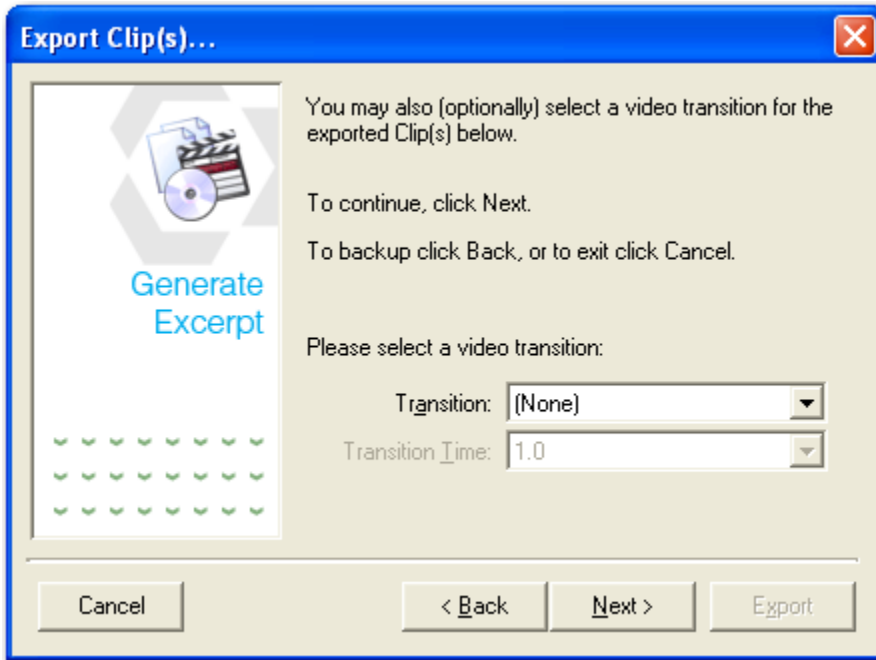 Export Clip(s)...
You may also (optionally) select a video transition for the
exported Clip(s) below.
To continue, click Next.
To backup click Back, or to exit click Cancel.
Generate
Excerpt
Please select a video transition:
Transition: (None)
Transition Time: 1.0
Cancel
< Back
Next >
Export